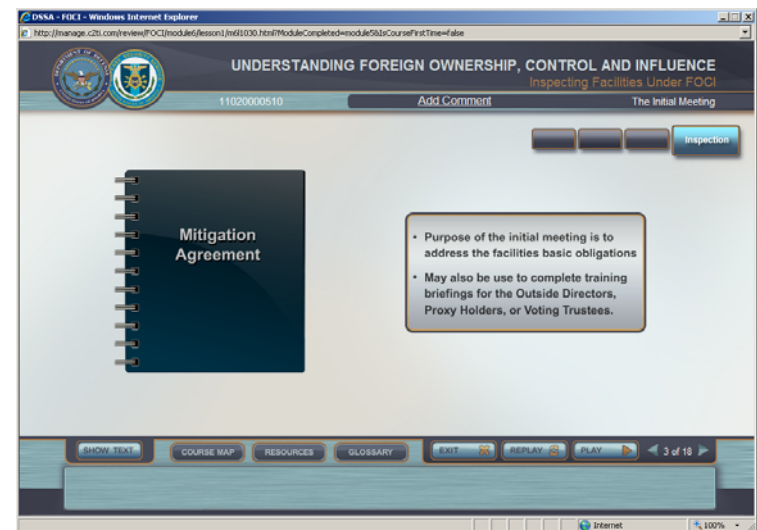 DSSA - FOCI - Windows Internet Explorer
http://manage.c2ti.com/review/FOCI/module6/lesson1/m6l1030.html?ModuleCompleted=module5&IsCourseFirstTime=false
UNDERSTANDING FOREIGN OWNERSHIP, CONTROL AND INFLUENCE
Inspecting Facilities Under FOCI
11020000510 Add Comment The Initial Meeting
Inspection
Mitigation
Agreement
• Purpose of the initial meeting is to
address the facilities basic obligations
• May also be use to complete training
briefings for the Outside Directors,
Proxy Holders, or Voting Trustees.
SHOW TEXT COURSE MAP RESOURCES GLOSSARY EXIT REPLAY PLAY 3 of 18
Internet 100%